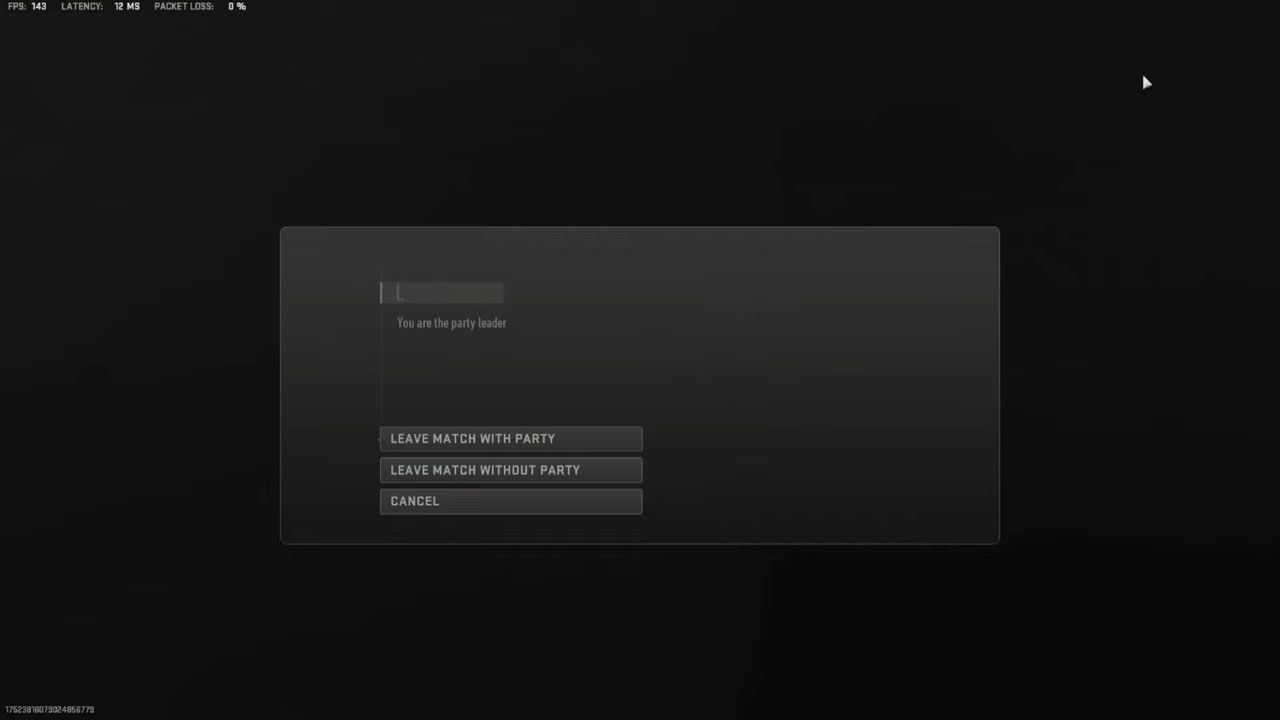 FPS: 143 LATENCY: 12 MS PACKET LOSS: 0 %
L
You are the party leader
LEAVE MATCH WITH PARTY
LEAVE MATCH WITHOUT PARTY
CANCEL
17523816079024856779